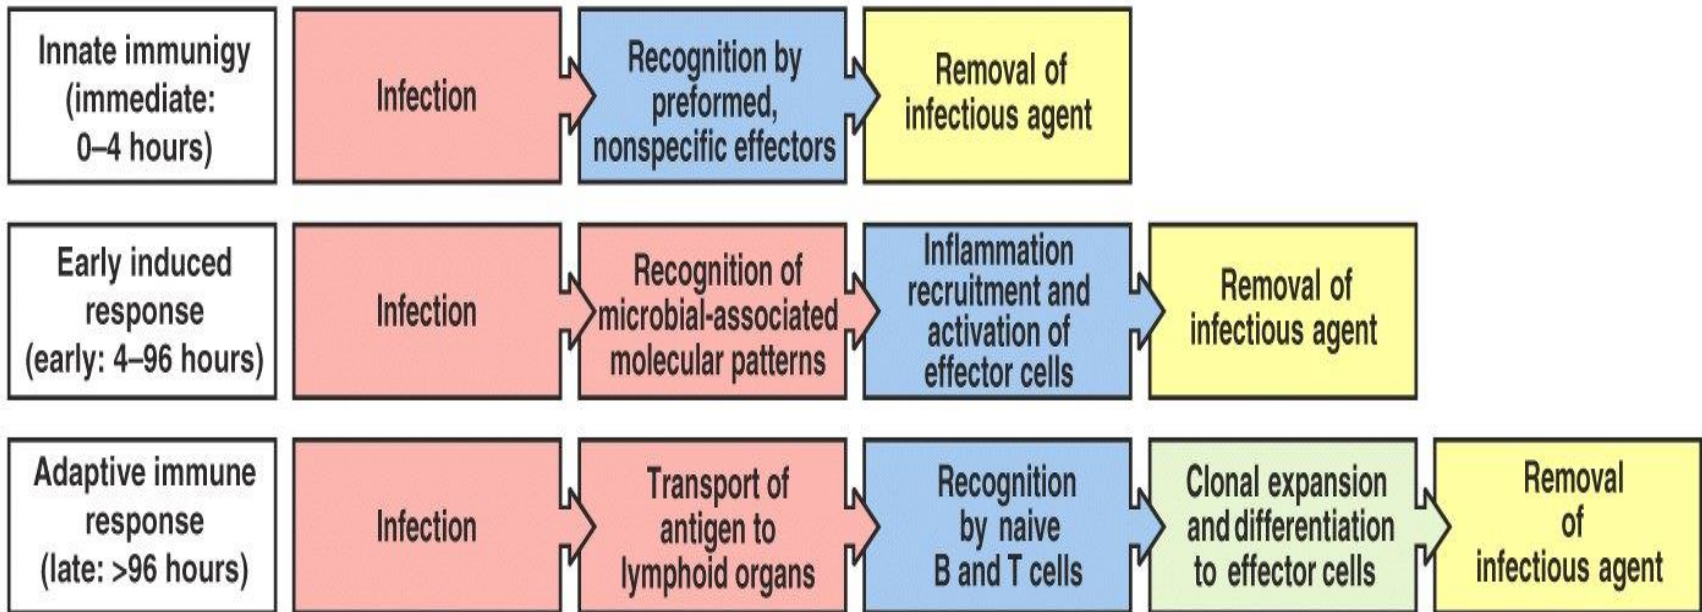 Innate immunigy
(immediate:
0–4 hours)
Infection
Recognition by
preformed,
nonspecific effectors
Removal of
infectious agent
Early induced
response
(early: 4–96 hours)
Infection
Recognition of
microbial-associated
molecular patterns
Inflammation
recruitment and
activation of
effector cells
Removal of
infectious agent
Adaptive immune
response
(late: >96 hours)
Infection
Transport of
antigen to
lymphoid organs
Recognition
by naive
B and T cells
Clonal expansion
and differentiation
to effector cells
Removal
of
infectious agent